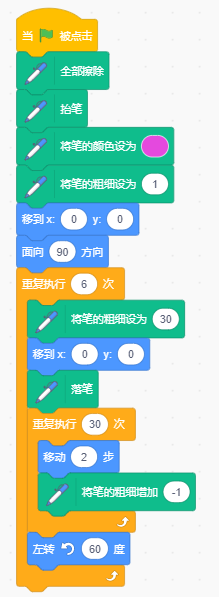 当 被点击
全部擦除
抬笔
将笔的颜色设为
将笔的粗细设为 1
移到 x: 0 y: 0
面向 90 方向
重复执行 6 次
将笔的粗细设为 30
移到 x: 0 y: 0
落笔
重复执行 30 次
移动 2 步
将笔的粗细增加 -1
左转 60 度